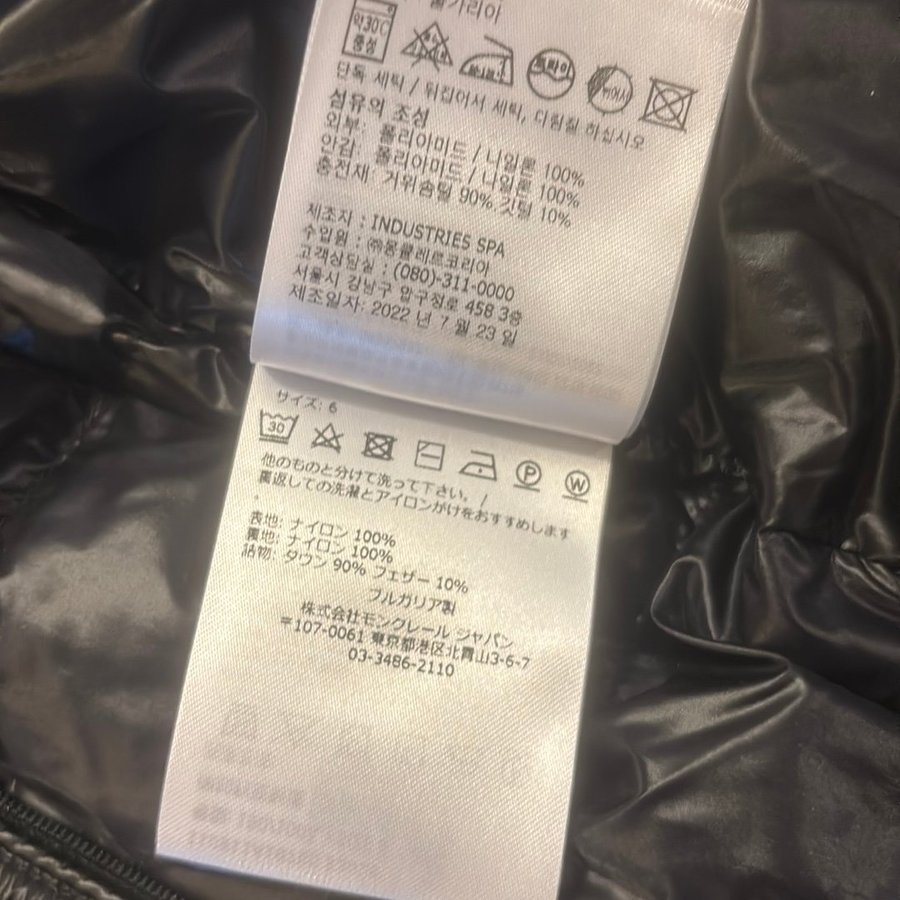 불가리아
약30℃
중성
드라이
단독 세탁 / 뒤집어서 세탁, 다림질 하십시오
섬유의 조성
외부: 폴리아미드 / 나일론 100%
안감: 폴리아미드 / 나일론 100%
충전재: 거위솜털 90% 깃털 10%
제조자 : INDUSTRIES SPA
수입원 : ㈜몽클레르코리아
고객상담실 : (080)-311-0000
서울시 강남구 압구정로 458 3층
제조일자: 2022 년 7 월 23 일
サイズ: 6
30
P
W
他のものと分けて洗って下さい。 /
裏返しての洗濯とアイロンがけをおすすめします
。
表地: ナイロン 100%
裏地: ナイロン 100%
詰物: ダウン 90% フェザー 10%
ブルガリア製
株式会社モンクレール ジャパン
〒107-0061 東京都港区北青山3-6-7
03-3486-2110